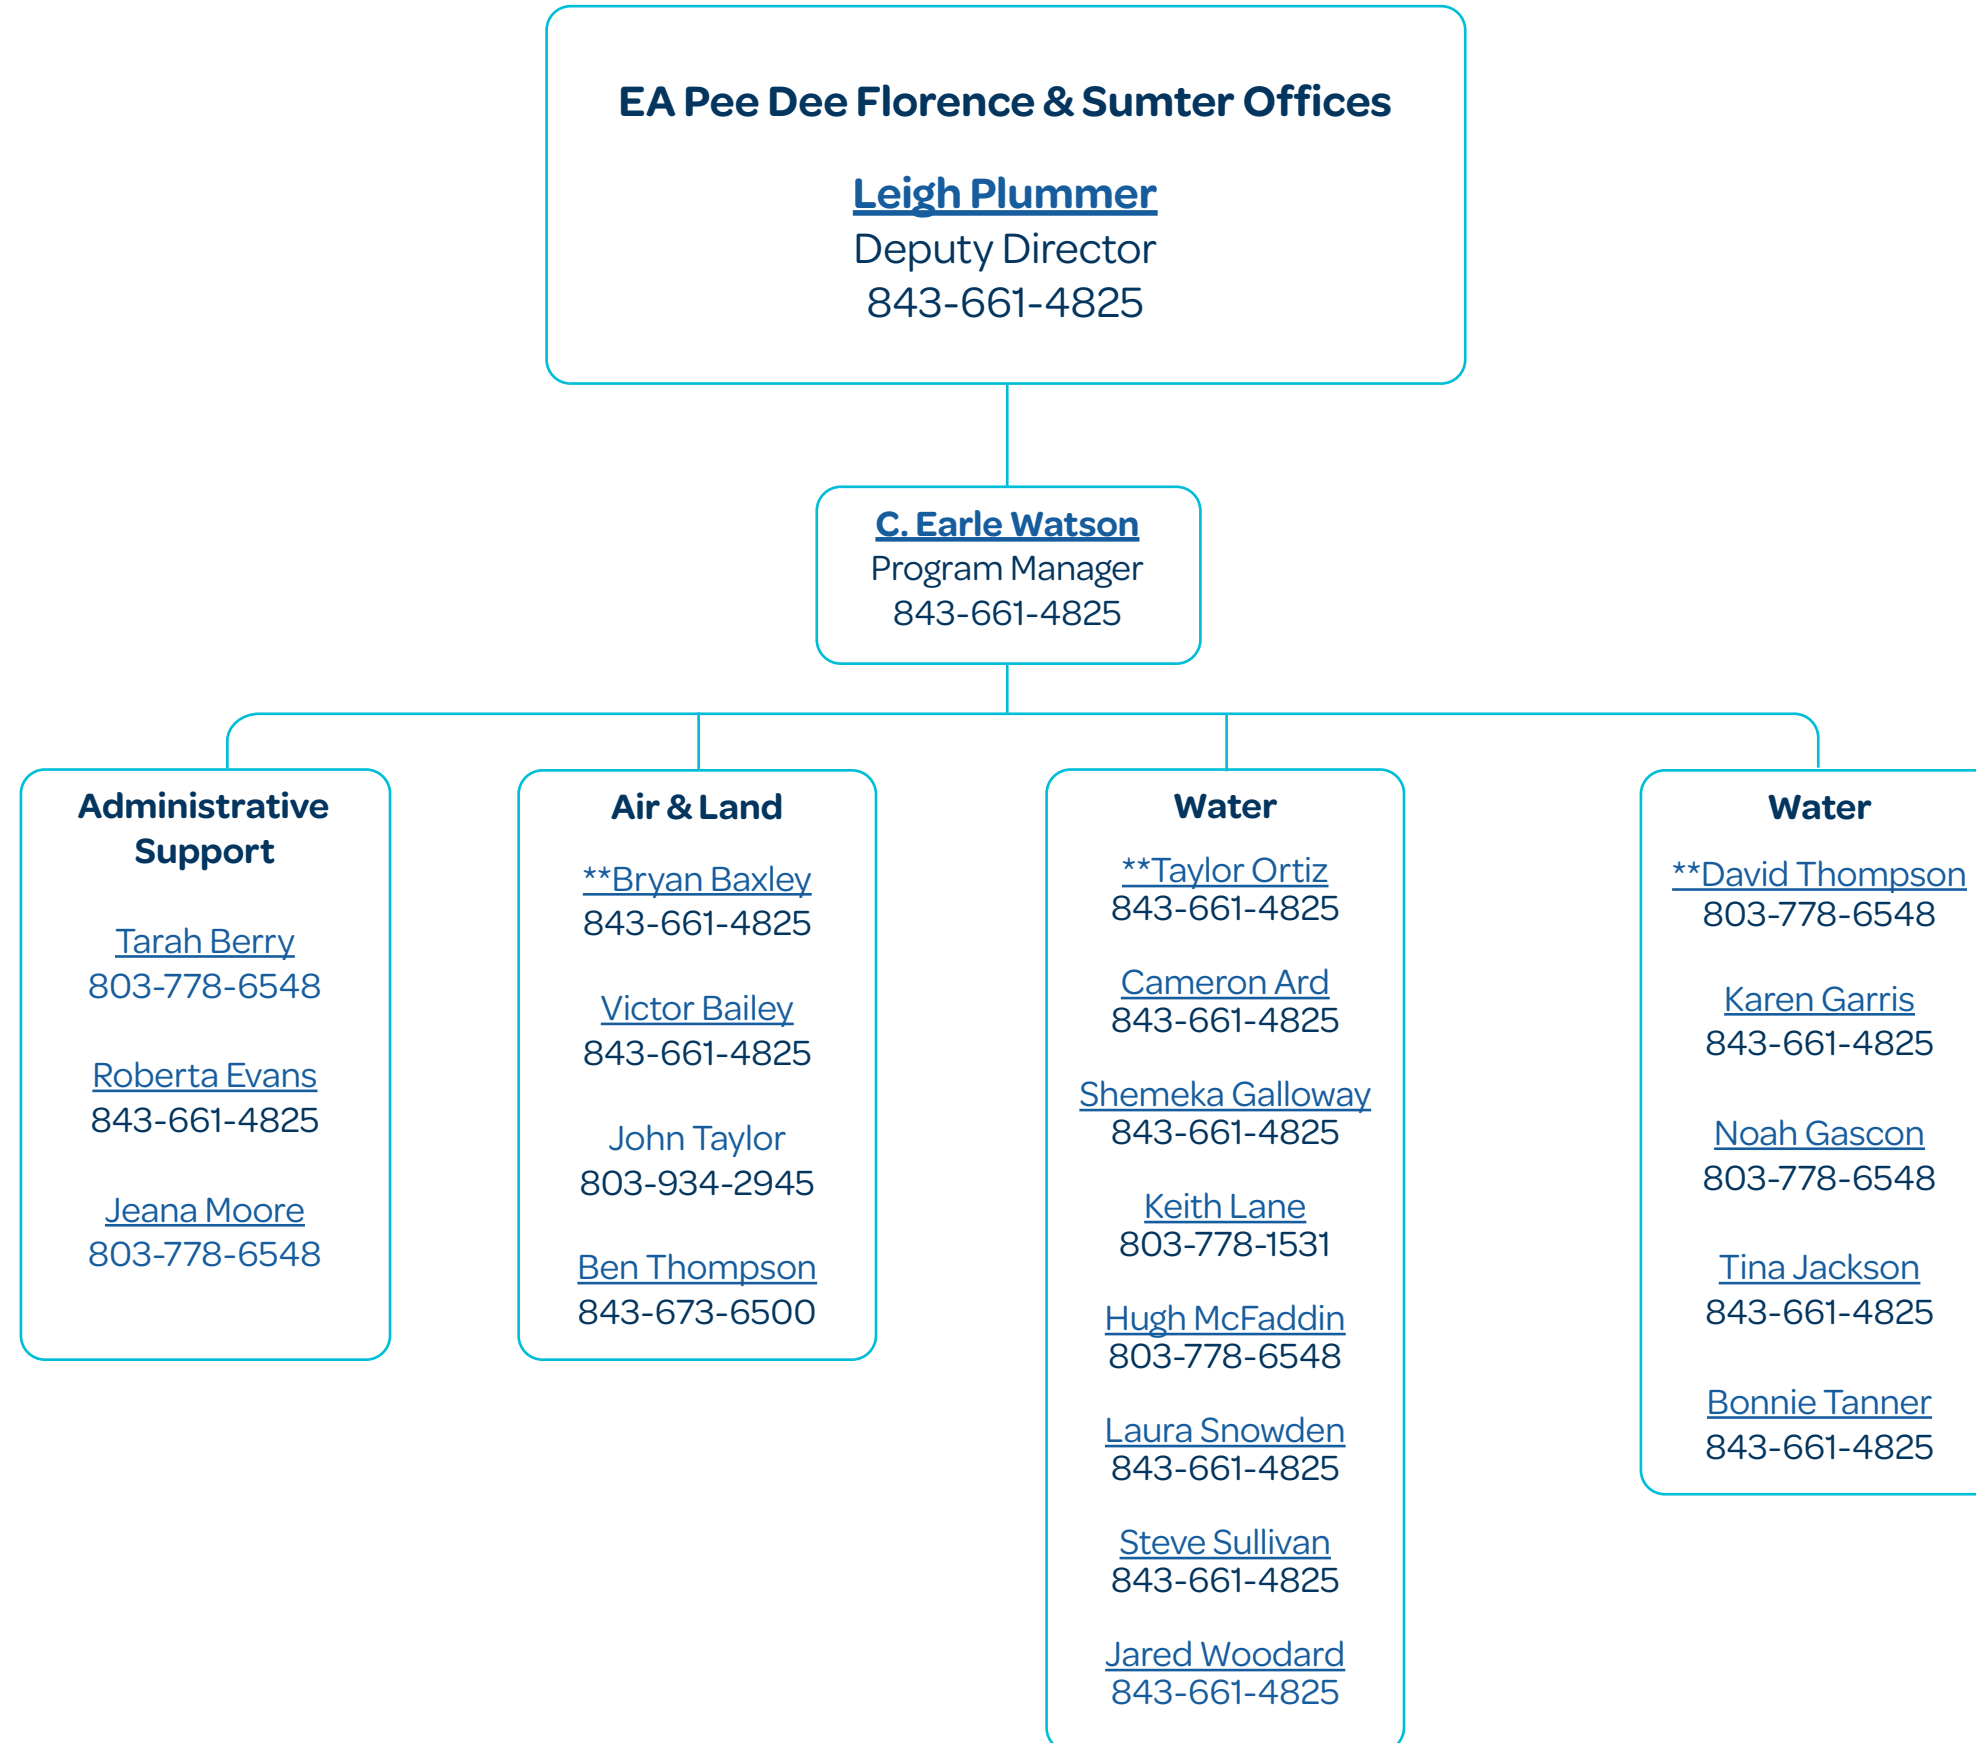 EA Pee Dee Florence & Sumter Offices
Leigh Plummer
Deputy Director
843-661-4825
C. Earle Watson
Program Manager
843-661-4825
Administrative
Support
Tarah Berry
803-778-6548
Roberta Evans
843-661-4825
Jeana Moore
803-778-6548
Air & Land
**Bryan Baxley
843-661-4825
Victor Bailey
843-661-4825
John Taylor
803-934-2945
Ben Thompson
843-673-6500
Water
**Taylor Ortiz
843-661-4825
Cameron Ard
843-661-4825
Shemeka Galloway
843-661-4825
Keith Lane
803-778-1531
Hugh McFaddin
803-778-6548
Laura Snowden
843-661-4825
Steve Sullivan
843-661-4825
Jared Woodard
843-661-4825
Water
**David Thompson
803-778-6548
Karen Garris
843-661-4825
Noah Gascon
803-778-6548
Tina Jackson
843-661-4825
Bonnie Tanner
843-661-4825